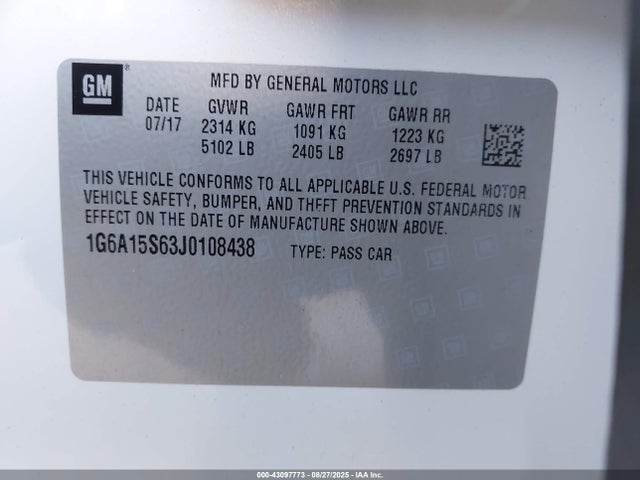 GM®
MFD BY GENERAL MOTORS LLC
DATE GVWR GAWR FRT GAWR RR
07/17 2314 KG 1091 KG 1223 KG
5102 LB 2405 LB 2697 LB
THIS VEHICLE CONFORMS TO ALL APPLICABLE U.S. FEDERAL MOTOR
VEHICLE SAFETY, BUMPER, AND THEFT PREVENTION STANDARDS IN
EFFECT ON THE DATE OF MANUFACTURE SHOWN ABOVE.
1G6A15S63J0108438 TYPE: PASS CAR
000-43097773 - 08/27/2025 - IAA Inc.